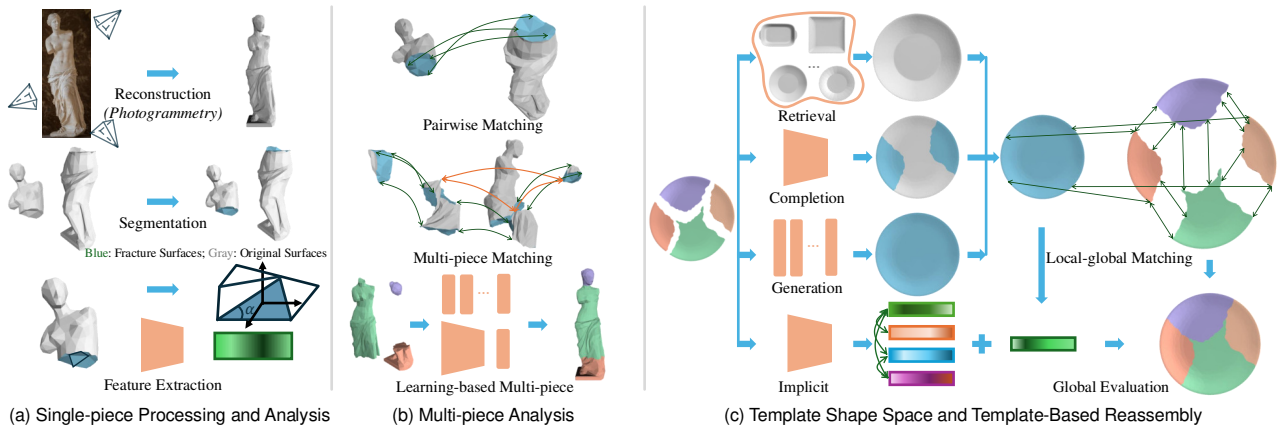 Reconstruction
(Photogrammetry)
Segmentation
Blue: Fracture Surfaces; Gray: Original Surfaces
α
Feature Extraction
(a) Single-piece Processing and Analysis
Pairwise Matching
Multi-piece Matching
...
Learning-based Multi-piece
(b) Multi-piece Analysis
...
Retrieval
Completion
...
Generation
Implicit
Local-global Matching
Global Evaluation
(c) Template Shape Space and Template-Based Reassembly